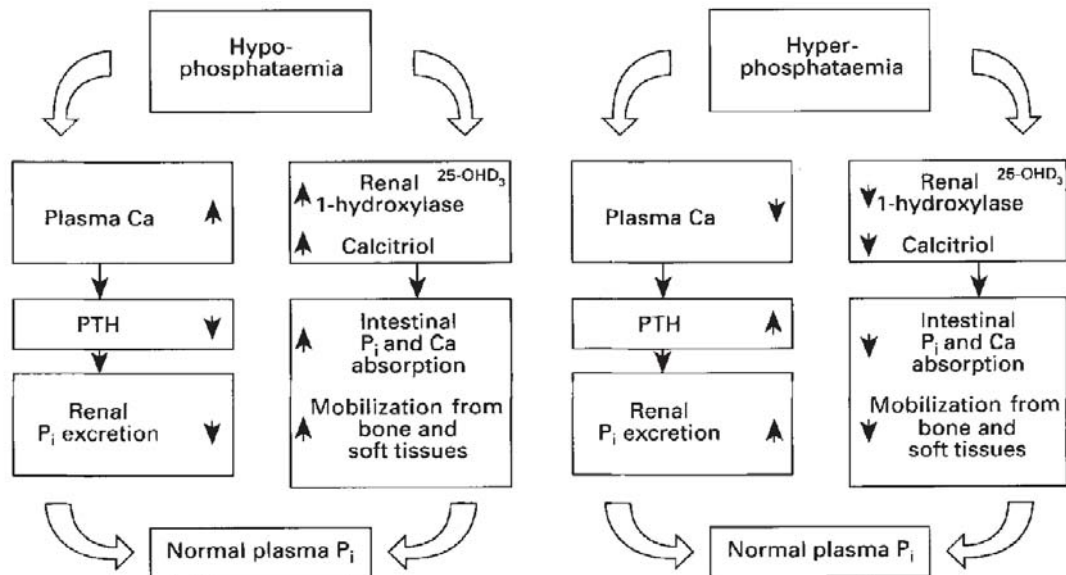 Hypo-
phosphataemia
Plasma Ca
PTH
Renal
Pi excretion
25-OHD3
Renal
1-hydroxylase
Calcitriol
Intestinal
Pi and Ca
absorption
Mobilization from
bone and
soft tissues
Normal plasma Pi
Hyper-
phosphataemia
Plasma Ca
PTH
Renal
Pi excretion
25-OHD3
Renal
1-hydroxylase
Calcitriol
Intestinal
Pi and Ca
absorption
Mobilization from
bone and
soft tissues
Normal plasma Pi